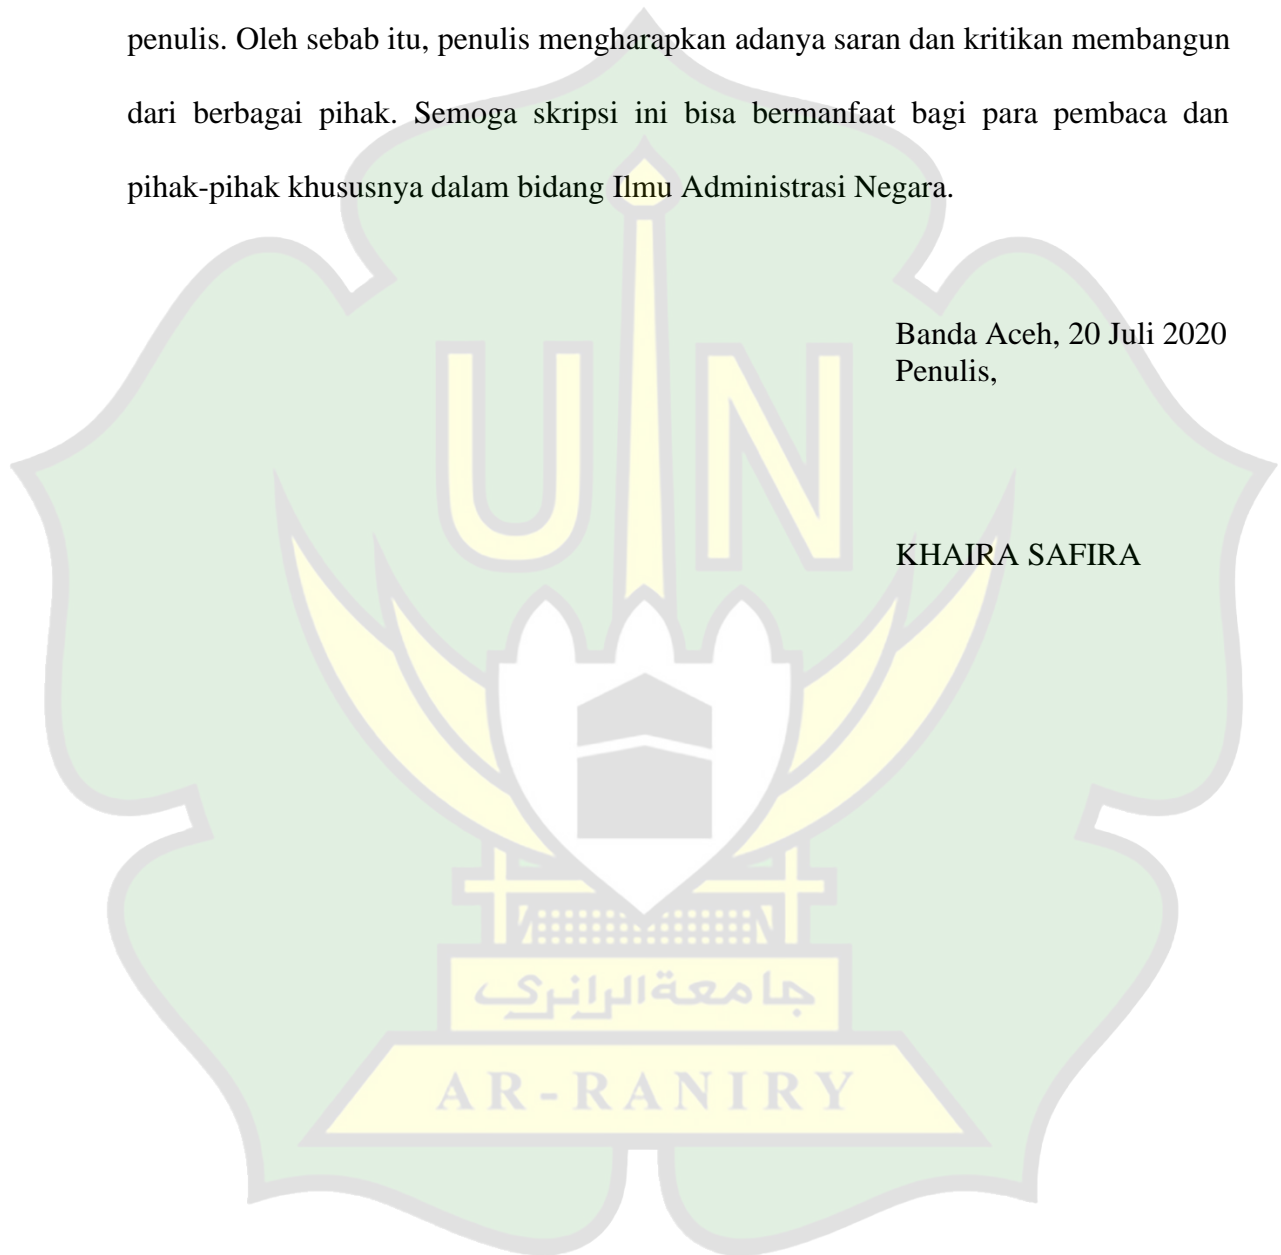 penulis. Oleh sebab itu, penulis mengharapkan adanya saran dan kritikan membangun
dari berbagai pihak. Semoga skripsi ini bisa bermanfaat bagi para pembaca dan
pihak-pihak khususnya dalam bidang Ilmu Administrasi Negara.
Banda Aceh, 20 Juli 2020
Penulis,
KHAIRA SAFIRA
UIN
جامعة الرانري
AR-RANIRY